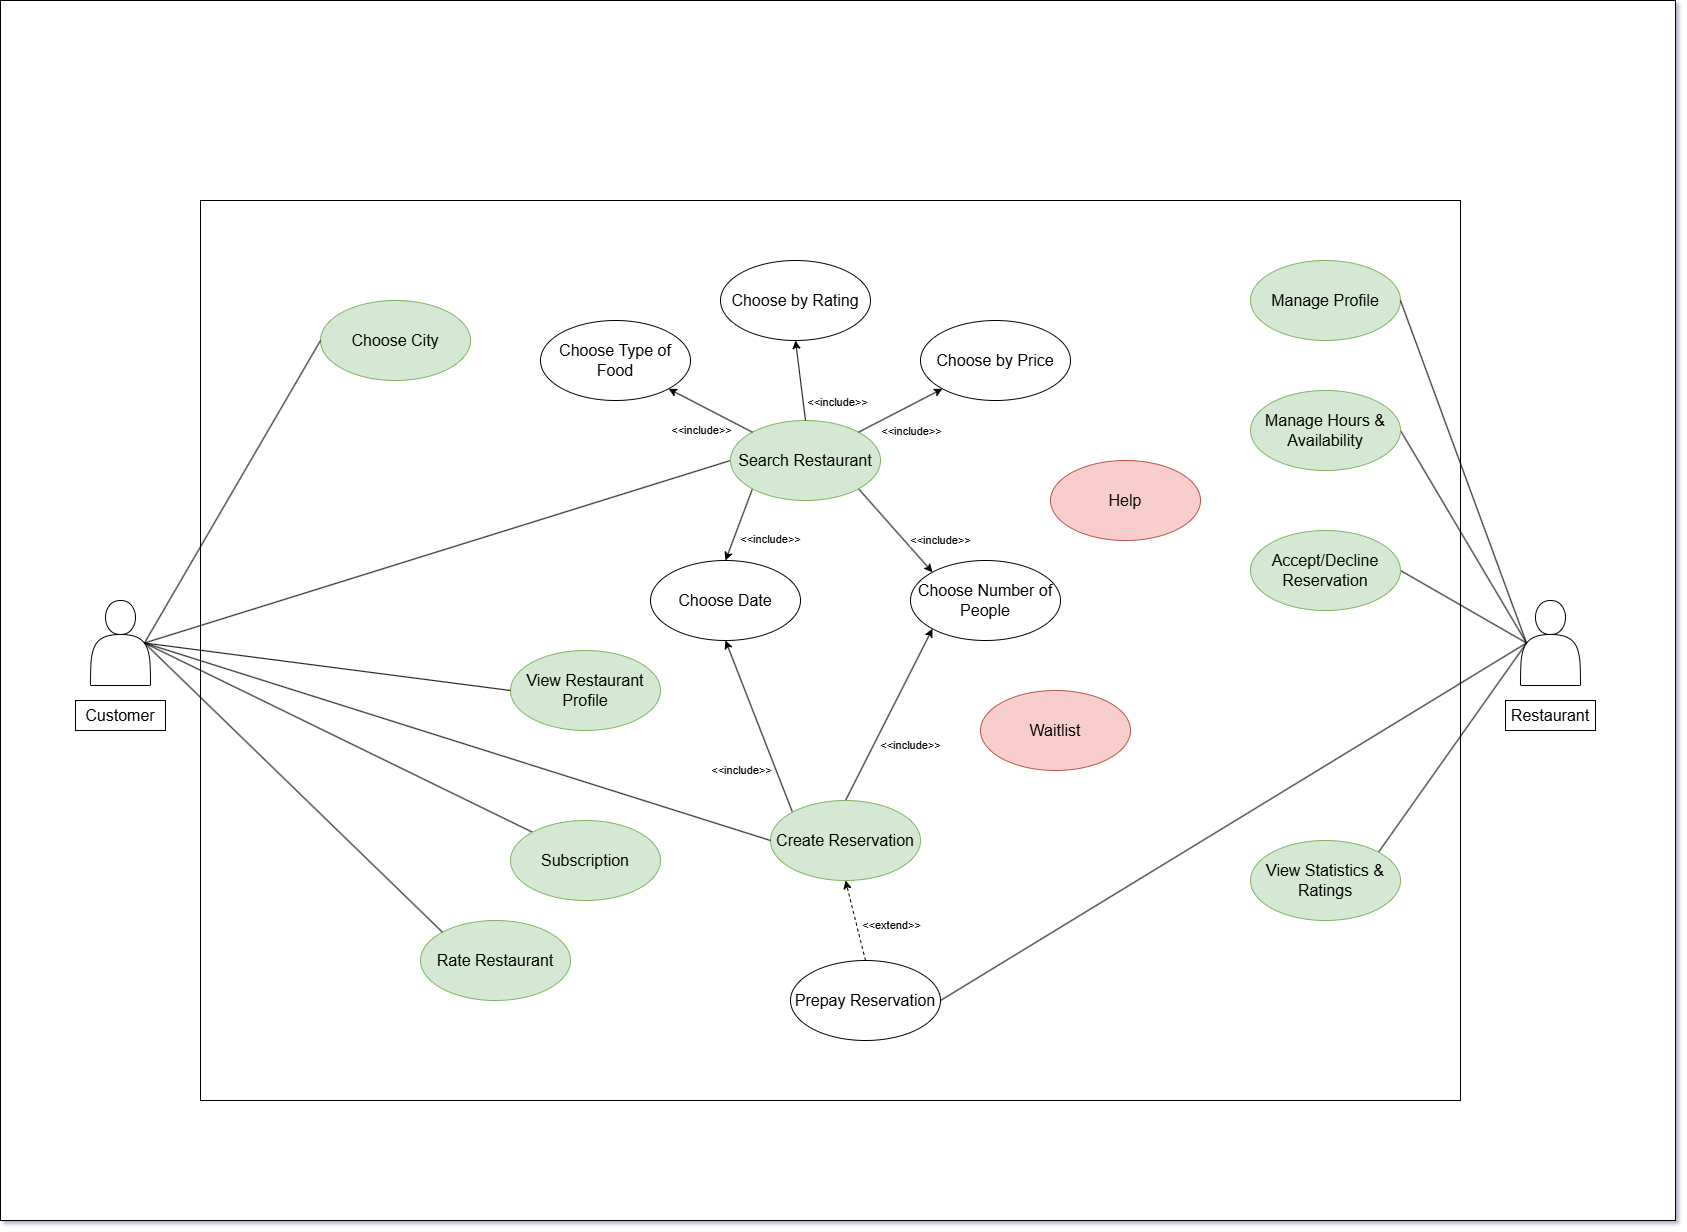 Choose by Rating
Manage Profile
Choose City
Choose Type of
Food
Choose by Price
<<include>>
<<include>>
<<include>>
Manage Hours &
Availability
Search Restaurant
Help
<<include>>
<<include>>
Accept/Decline
Reservation
Choose Date
Choose Number of
People
View Restaurant
Profile
Customer
Restaurant
Waitlist
<<include>>
<<include>>
Create Reservation
Subscription
View Statistics &
Ratings
<<extend>>
Rate Restaurant
Prepay Reservation